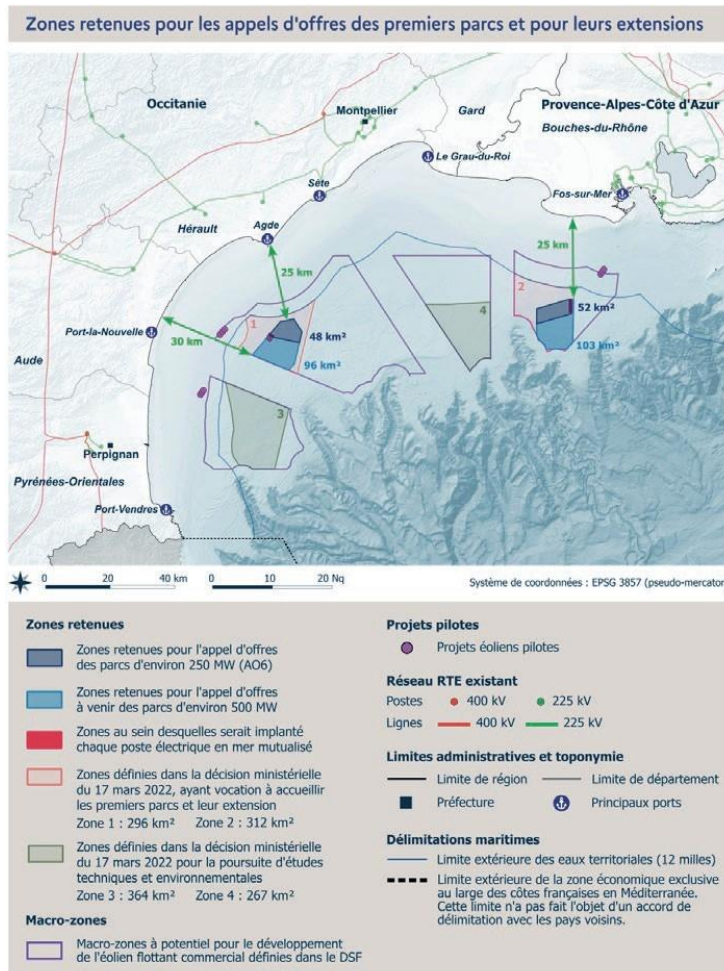 Zones retenues pour les appels d'offres des premiers parcs et pour leurs extensions
Occitanie
Montpellier
Gard
Provence-Alpes-Côte d'Azur
Bouches-du-Rhône
Le Grau-du-Roi
Sète
Fos-sur-Mer
Hérault
Agde
25 km
25 km
2
4
52 km²
Port-la-Nouvelle
1
48 km²
30 km
103 km²
96 km²
Aude
3
Perpignan
Pyrénées-Orientales
Port-Vendres
0 20 40 km
0 10 20 Nq
Système de coordonnées : EPSG 3857 (pseudo-mercator
Zones retenues
Zones retenues pour l'appel d'offres
des parcs d'environ 250 MW (AO6)
Zones retenues pour l'appel d'offres
à venir des parcs d'environ 500 MW
Zones au sein desquelles serait implanté
chaque poste électrique en mer mutualisé
Zones définies dans la décision ministérielle
du 17 mars 2022, ayant vocation à accueillir
les premiers parcs et leur extension
Zone 1 : 296 km² Zone 2 : 312 km²
Zones définies dans la décision ministérielle
du 17 mars 2022 pour la poursuite d'études
techniques et environnementales
Zone 3 : 364 km² Zone 4 : 267 km²
Macro-zones
Macro-zones à potentiel pour le développement
de l'éolien flottant commercial définies dans le DSF
Projets pilotes
Projets éoliens pilotes
Réseau RTE existant
Postes 400 kV 225 kV
Lignes 400 kV 225 kV
Limites administratives et toponymie
Limite de région Limite de département
Préfecture Principaux ports
Délimitations maritimes
Limite extérieure des eaux territoriales (12 milles)
Limite extérieure de la zone économique exclusive
au large des côtes françaises en Méditerranée.
Cette limite n'a pas fait l'objet d'un accord de
délimitation avec les pays voisins.